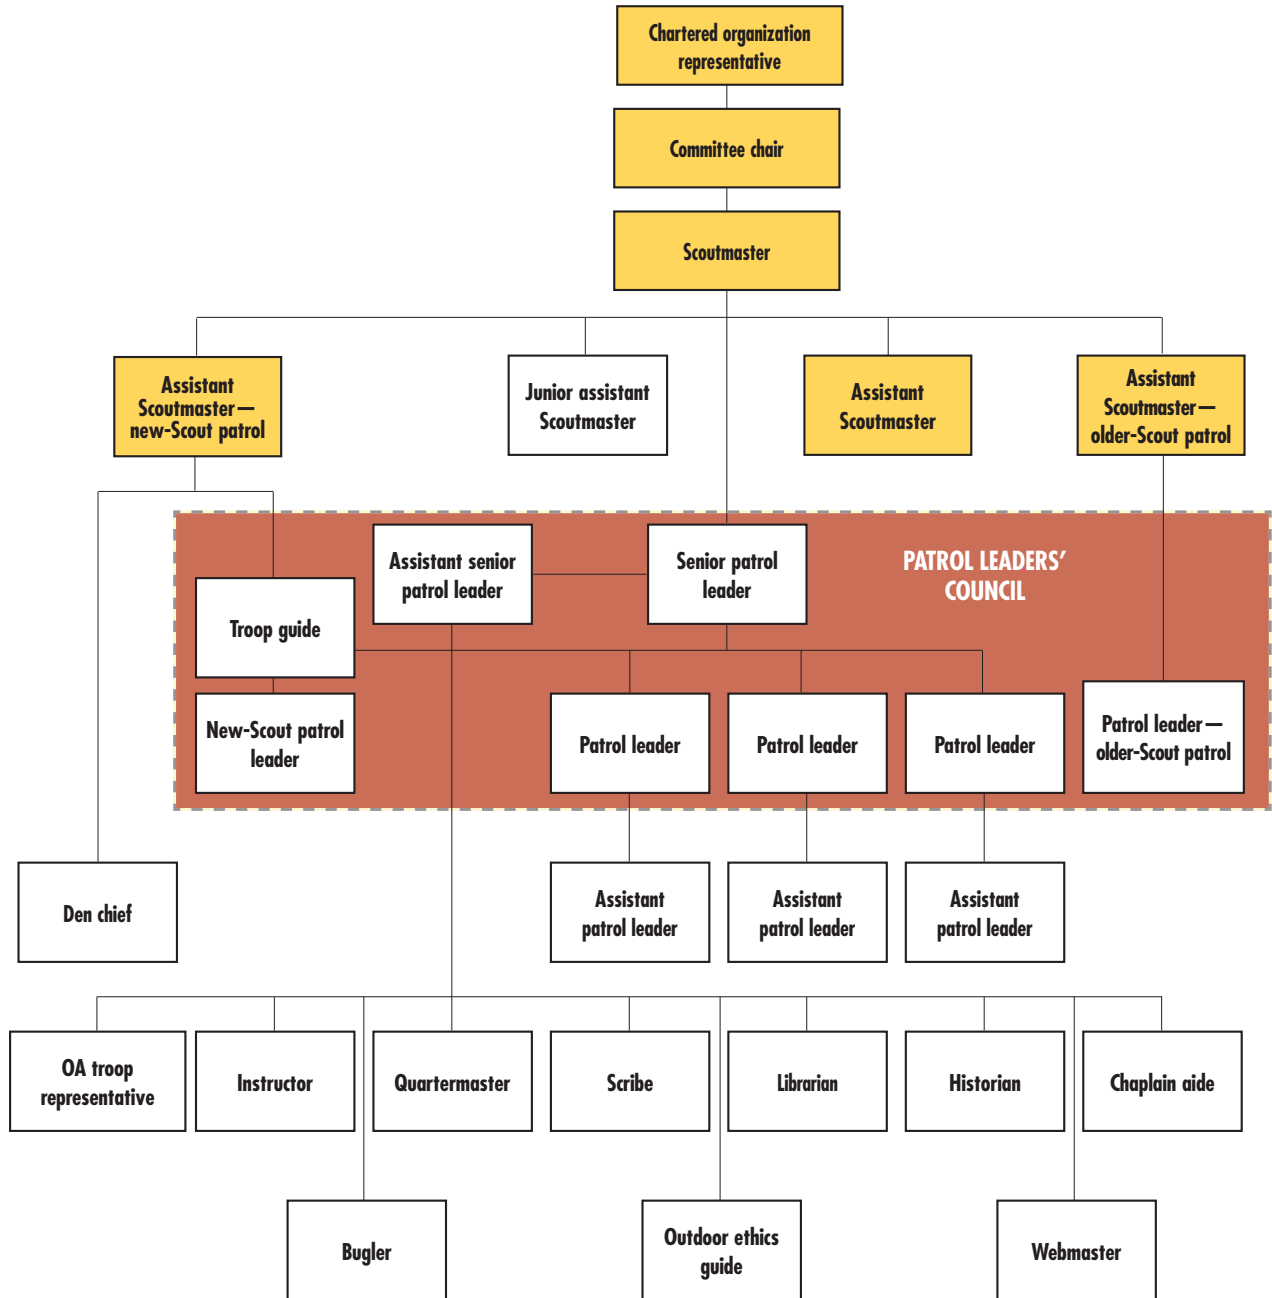 Chartered organization
representative
Committee chair
Scoutmaster
Assistant
Scoutmaster—
new-Scout patrol
Junior assistant
Scoutmaster
Assistant
Scoutmaster
Assistant
Scoutmaster—
older-Scout patrol
Assistant senior
patrol leader
Senior patrol
leader
PATROL LEADERS’
COUNCIL
Troop guide
New-Scout patrol
leader
Patrol leader
Patrol leader
Patrol leader
Patrol leader—
older-Scout patrol
Den chief
Assistant
patrol leader
Assistant
patrol leader
Assistant
patrol leader
OA troop
representative
Instructor
Quartermaster
Scribe
Librarian
Historian
Chaplain aide
Bugler
Outdoor ethics
guide
Webmaster